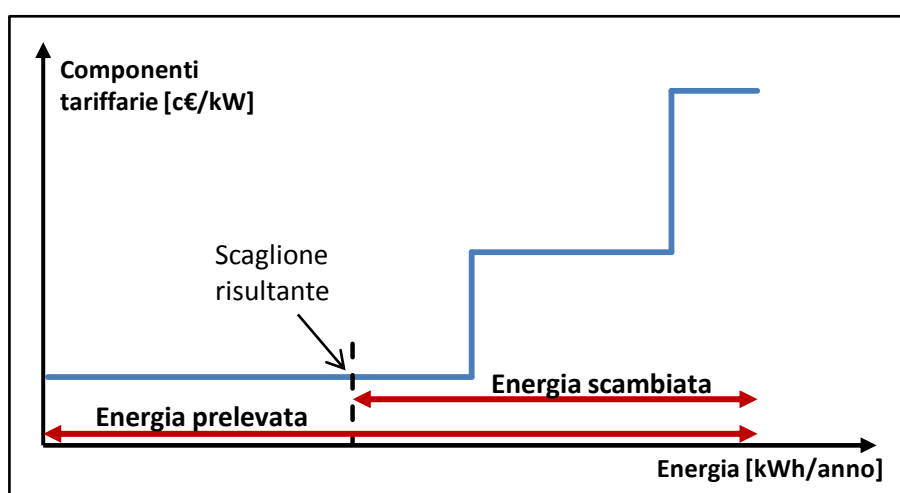 Componenti
tariffarie [c€/kW]
Scaglione
risultante
Energia scambiata
Energia prelevata
Energia [kWh/anno]